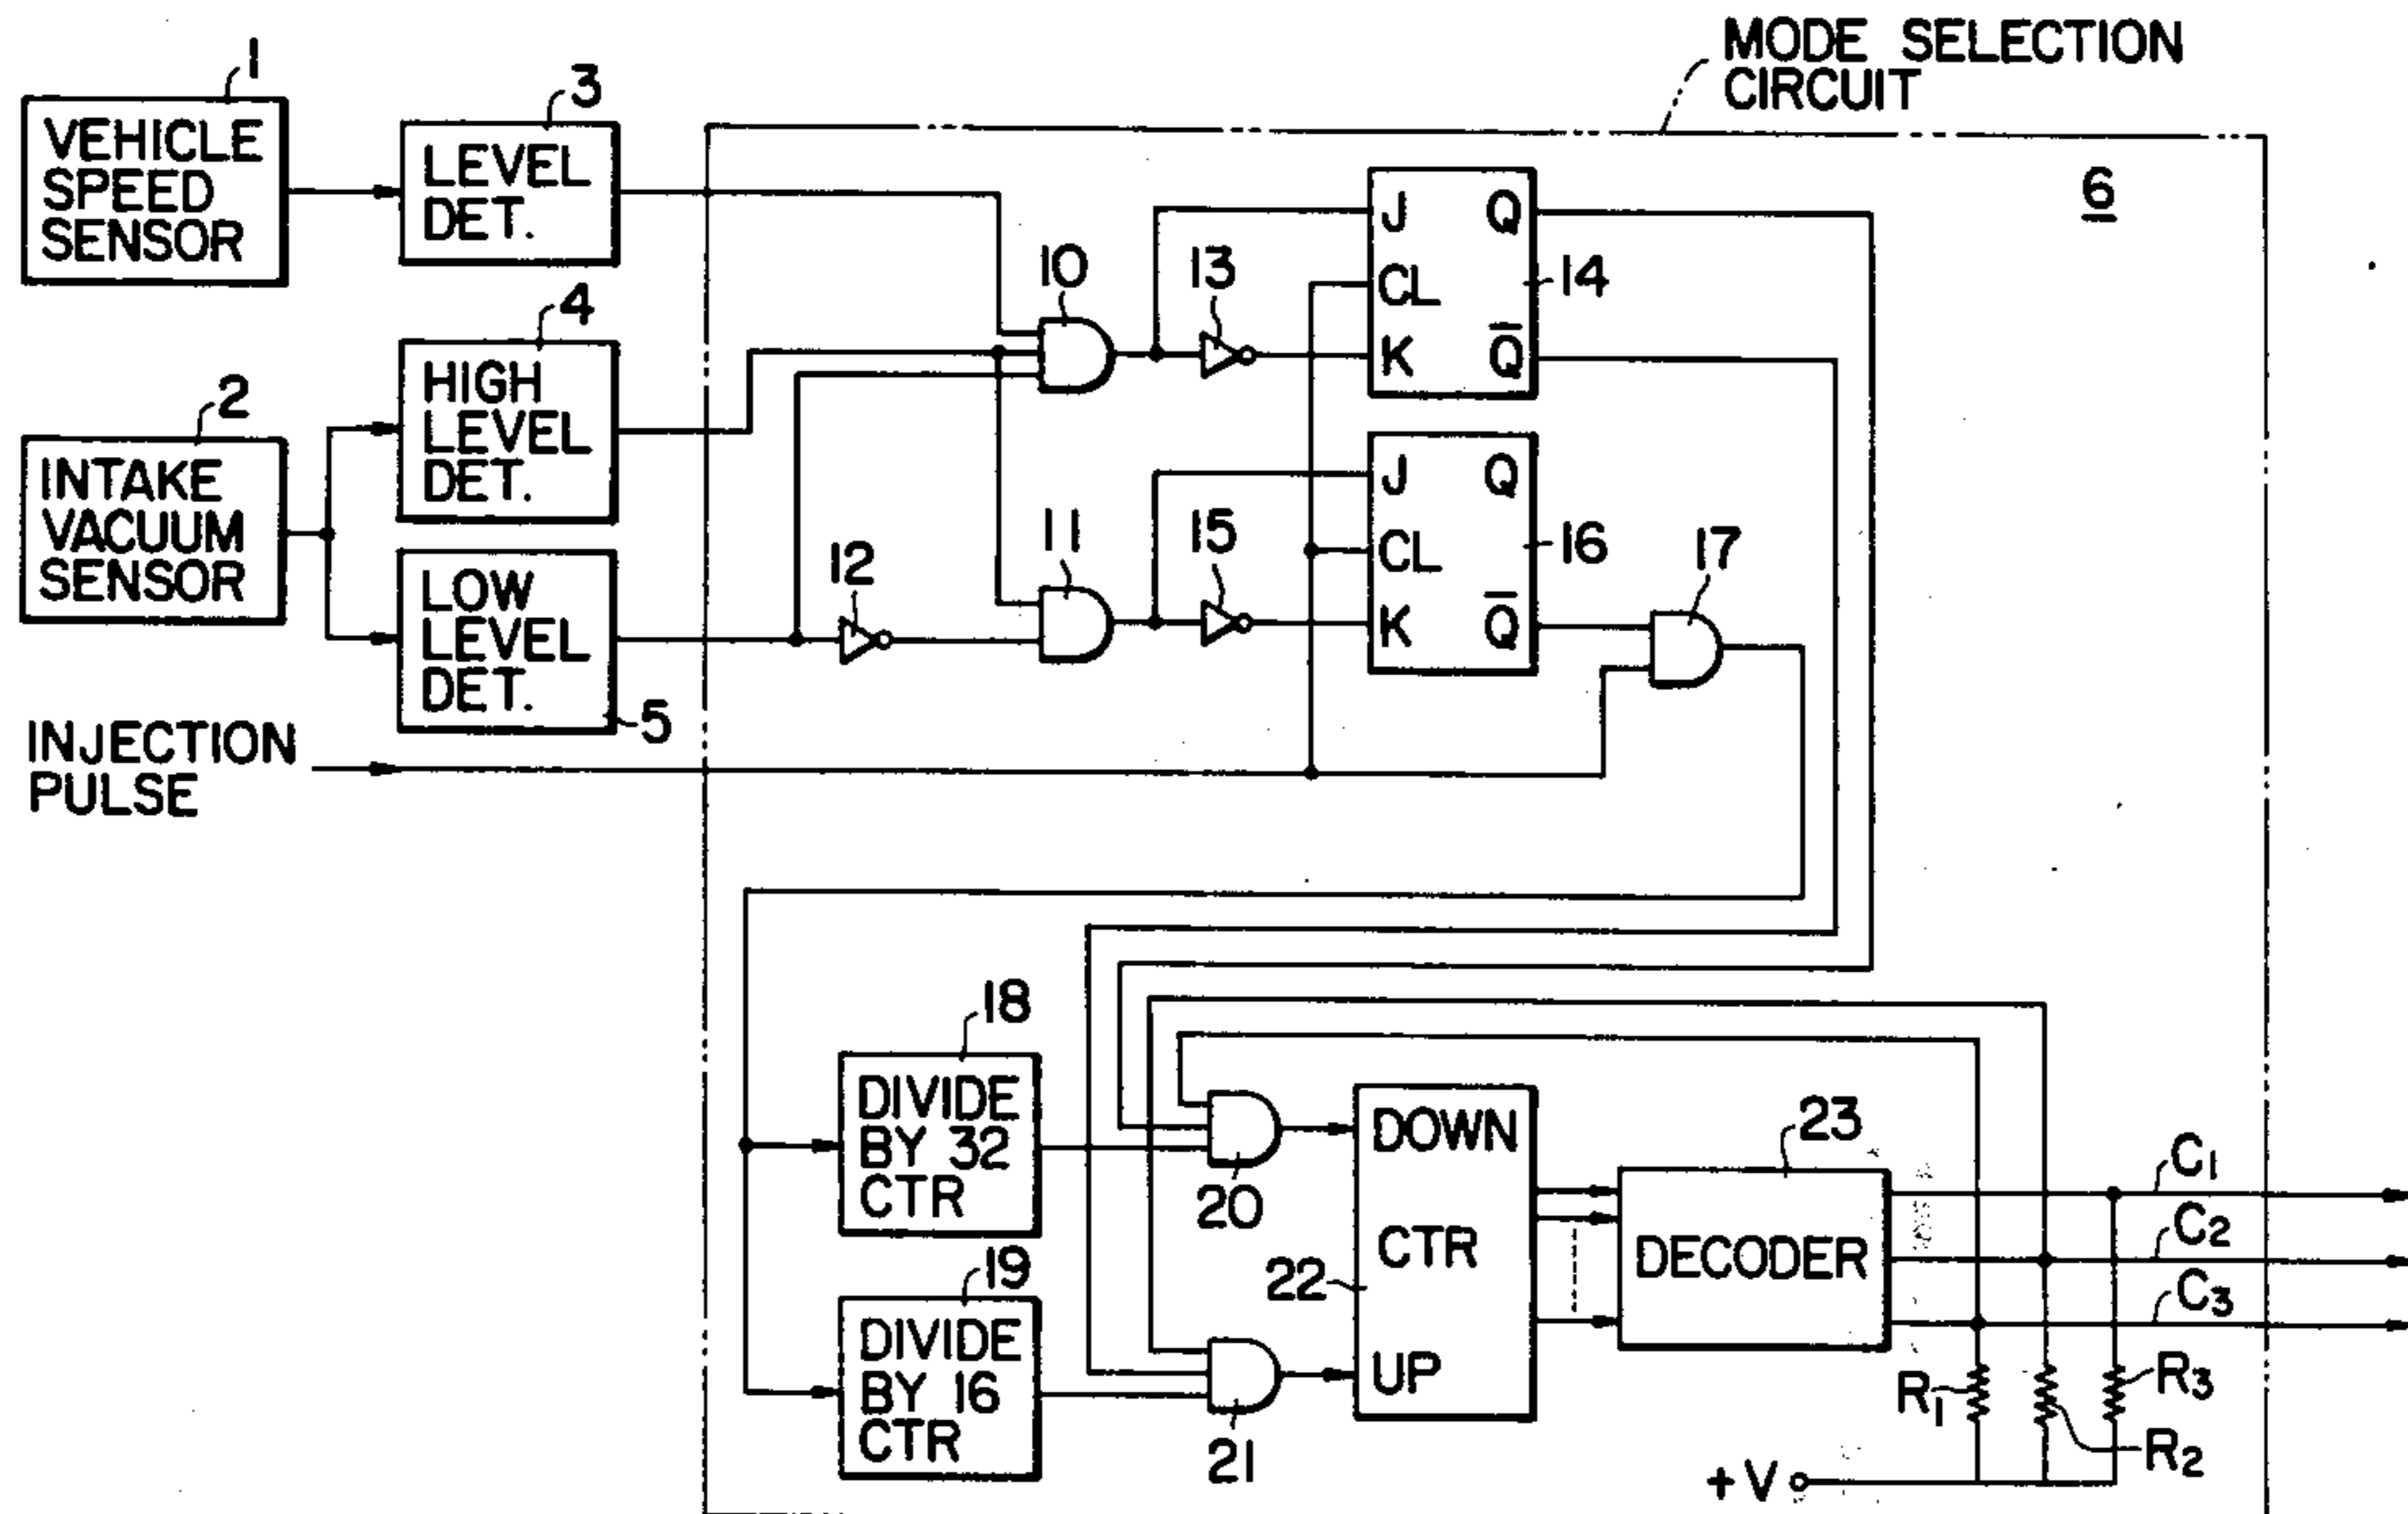 MODE SELECTION
CIRCUIT
6
1
VEHICLE
SPEED
SENSOR
3
LEVEL
DET.
4
HIGH
LEVEL
DET.
2
INTAKE
VACUUM
SENSOR
LOW
LEVEL
DET.
5
INJECTION
PULSE
10
13
J Q
CL
K Q̅
14
12
11
15
J Q
CL
K Q̅
16
17
18
DIVIDE
BY 32
CTR
19
DIVIDE
BY 16
CTR
20
21
DOWN
CTR
UP
22
23
DECODER
C1
C2
C3
R1
R2
R3
+V